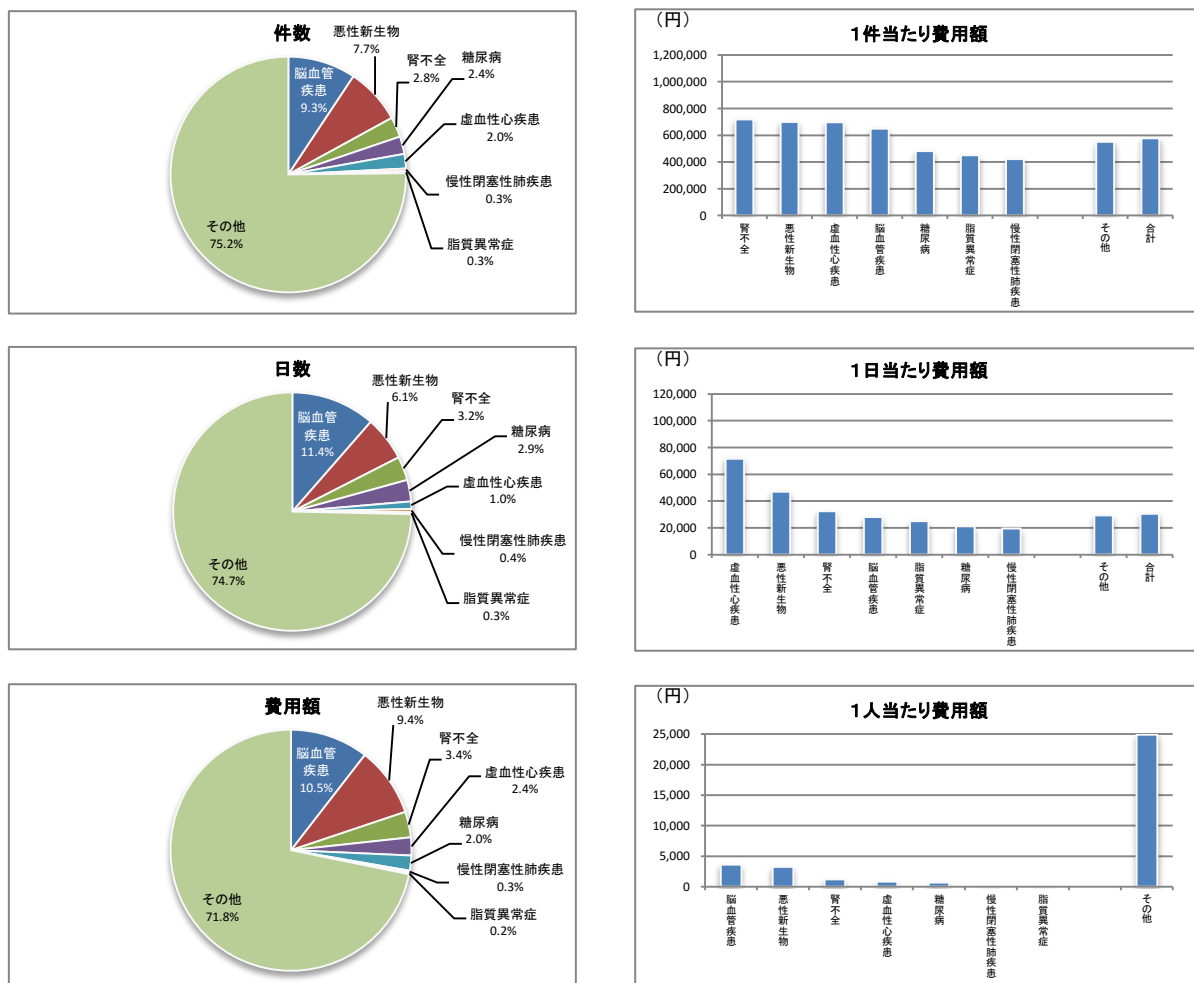 件数
脳血管
疾患
9.3%
悪性新生物
7.7%
腎不全
2.8%
糖尿病
2.4%
虚血性心疾患
2.0%
慢性閉塞性肺疾患
0.3%
脂質異常症
0.3%
その他
75.2%
（円）
1件当たり費用額
1,200,000
1,000,000
800,000
600,000
400,000
200,000
0
腎不全
悪性新生物
虚血性心疾患
脳血管疾患
糖尿病
脂質異常症
慢性閉塞性肺疾患
その他
合計
日数
脳血管
疾患
11.4%
悪性新生物
6.1%
腎不全
3.2%
糖尿病
2.9%
虚血性心疾患
1.0%
慢性閉塞性肺疾患
0.4%
脂質異常症
0.3%
その他
74.7%
（円）
1日当たり費用額
120,000
100,000
80,000
60,000
40,000
20,000
0
虚血性心疾患
悪性新生物
腎不全
脳血管疾患
脂質異常症
糖尿病
慢性閉塞性肺疾患
その他
合計
費用額
脳血管
疾患
10.5%
悪性新生物
9.4%
腎不全
3.4%
虚血性心疾患
2.4%
糖尿病
2.0%
慢性閉塞性肺疾患
0.3%
脂質異常症
0.2%
その他
71.8%
（円）
1人当たり費用額
25,000
20,000
15,000
10,000
5,000
0
脳血管疾患
悪性新生物
腎不全
虚血性心疾患
糖尿病
慢性閉塞性肺疾患
脂質異常症
その他